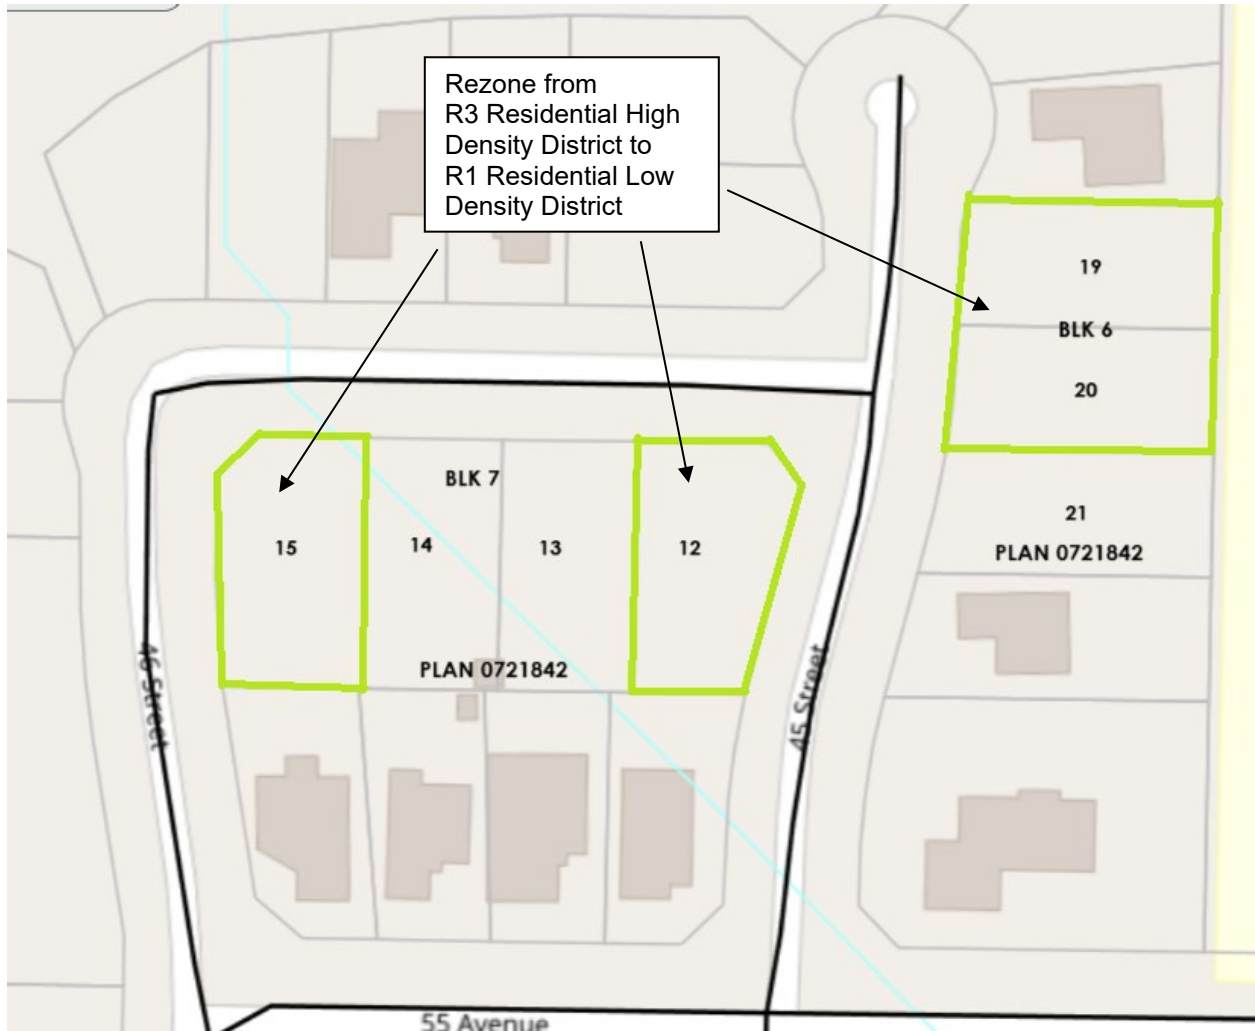 Rezone from
R3 Residential High
Density District to
R1 Residential Low
Density District
19
BLK 6
20
BLK 7
21
PLAN 0721842
15
14
13
12
PLAN 0721842
46 Street
45 Street
55 Avenue